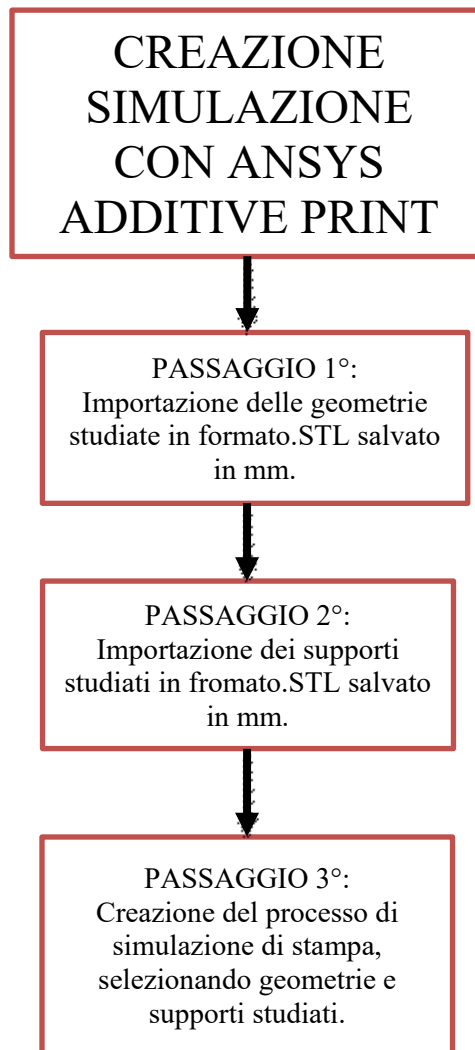 CREAZIONE
SIMULAZIONE
CON ANSYS
ADDITIVE PRINT
PASSAGGIO 1°:
Importazione delle geometrie
studiate in formato.STL salvato
in mm.
PASSAGGIO 2°:
Importazione dei supporti
studiati in fromato.STL salvato
in mm.
PASSAGGIO 3°:
Creazione del processo di
simulazione di stampa,
selezionando geometrie e
supporti studiati.